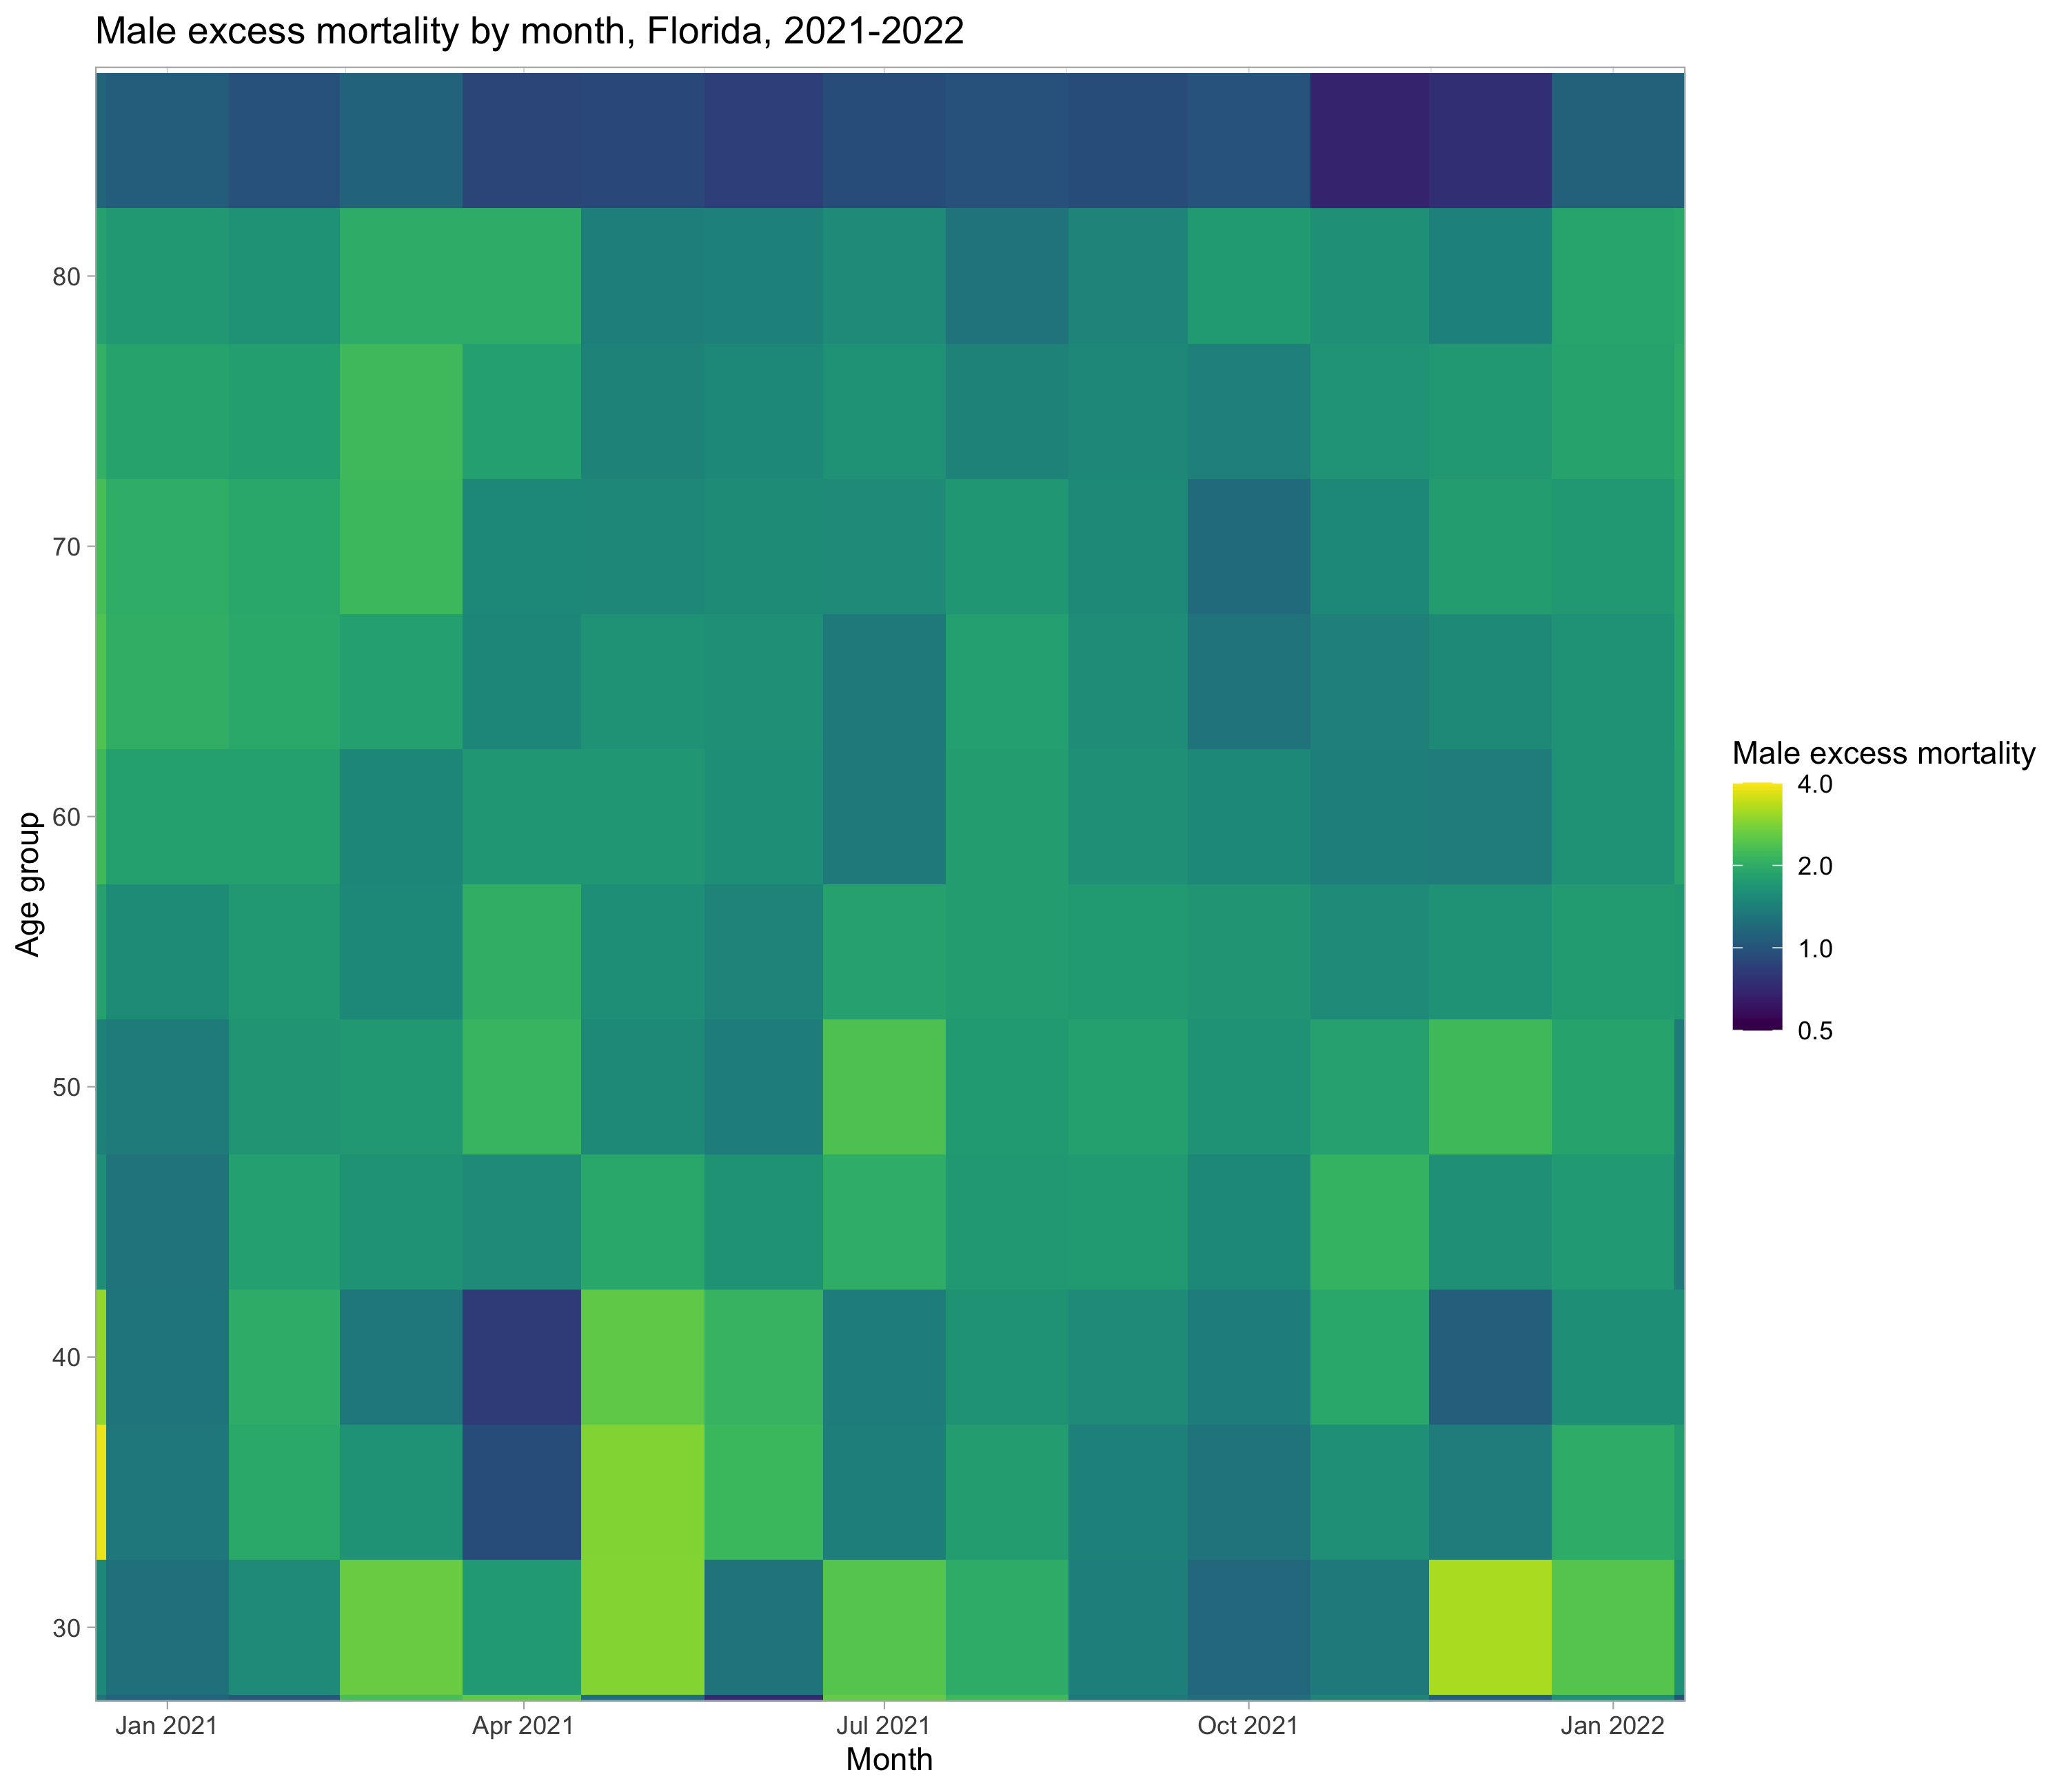 Male excess mortality by month, Florida, 2021-2022
80
70
60
50
40
30
Age group
Jan 2021
Apr 2021
Jul 2021
Oct 2021
Jan 2022
Month
Male excess mortality
4.0
2.0
1.0
0.5